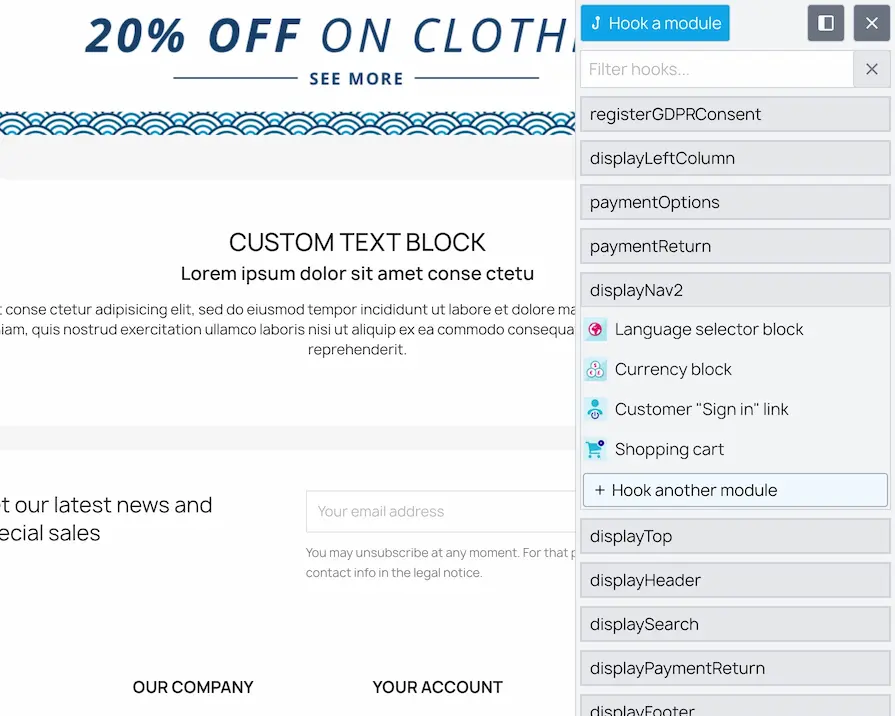 20% OFF ON CLOTHI
SEE MORE
CUSTOM TEXT BLOCK
Lorem ipsum dolor sit amet conse ctetu
t conse ctetur adipisicing elit, sed do eiusmod tempor incididunt ut labore et dolore ma
iam, quis nostrud exercitation ullamco laboris nisi ut aliquip ex ea commodo consequa
reprehenderit.
t our latest news and
ecial sales
Your email address
You may unsubscribe at any moment. For that p
contact info in the legal notice.
OUR COMPANY
YOUR ACCOUNT
Hook a module
Filter hooks...
registerGDPRConsent
displayLeftColumn
paymentOptions
paymentReturn
displayNav2
Language selector block
Currency block
Customer "Sign in" link
Shopping cart
+ Hook another module
displayTop
displayHeader
displaySearch
displayPaymentReturn
displayFooter